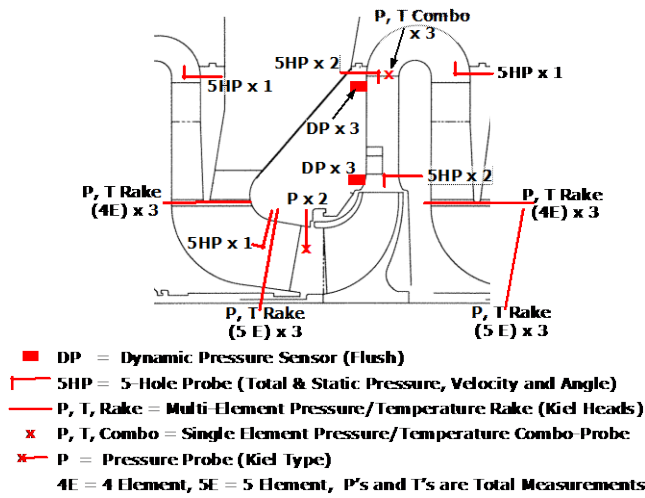 P, T Combo
x 3
5HP x 2
5HP x 1
5HP x 1
DP x 3
DP x 3
5HP x 2
P, T Rake
(4E) x 3
P x 2
P, T Rake
(4E) x 3
5HP x 1
P, T Rake
(5 E) x 3
P, T Rake
(5 E) x 3
DP = Dynamic Pressure Sensor (Flush)
5HP = 5-Hole Probe (Total & Static Pressure, Velocity and Angle)
P, T, Rake = Multi-Element Pressure/Temperature Rake (Kiel Heads)
x P, T, Combo = Single Element Pressure/Temperature Combo-Probe
x P = Pressure Probe (Kiel Type)
4E = 4 Element, 5E = 5 Element, P's and T's are Total Measurements